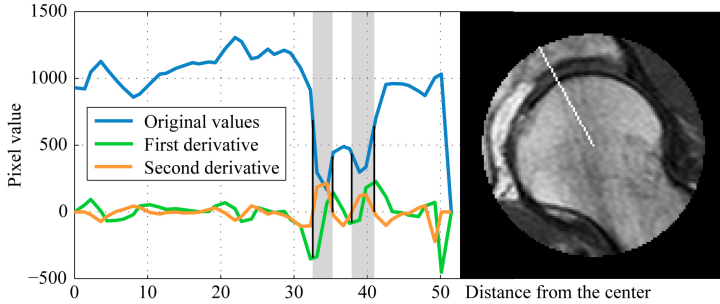 1500
1000
500
0
−500
Pixel value
Original values
First derivative
Second derivative
0 10 20 30 40 50
Distance from the center